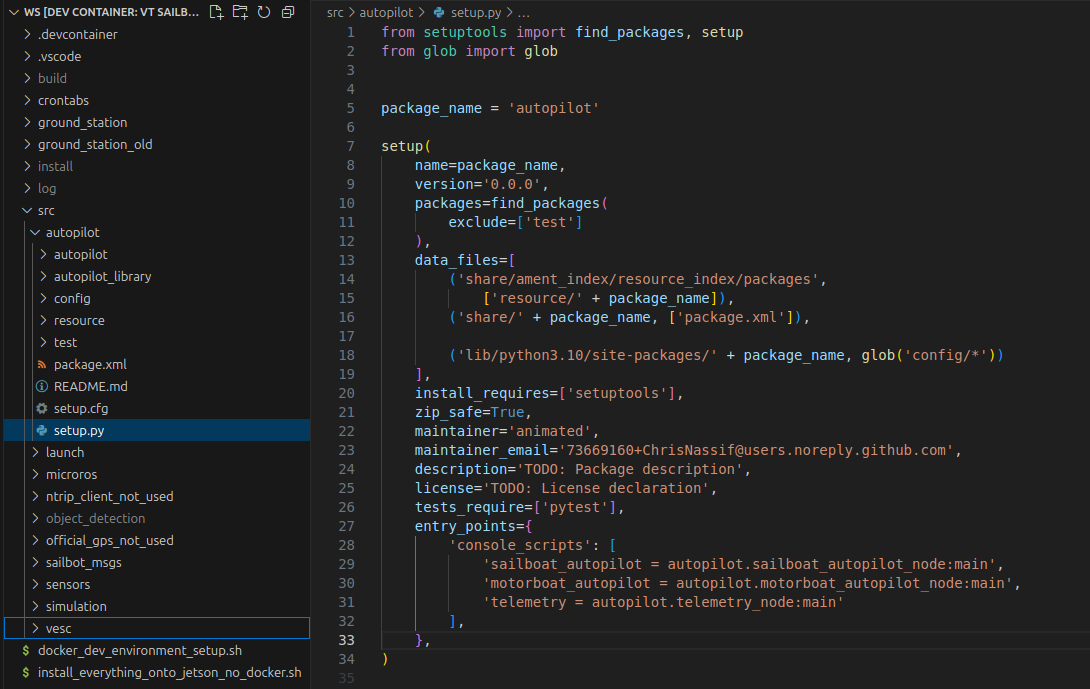 WS [DEV CONTAINER: VT SAILB...
.devcontainer
.vscode
build
crontabs
ground_station
ground_station_old
install
log
src
autopilot
autopilot
autopilot_library
config
resource
test
package.xml
README.md
setup.cfg
setup.py
launch
microros
ntrip_client_not_used
object_detection
official_gps_not_used
sailbot_msgs
sensors
simulation
vesc
$ docker_dev_environment_setup.sh
$ install_everything_onto_jetson_no_docker.sh
src > autopilot > setup.py > ...
1 from setuptools import find_packages, setup
2 from glob import glob
3
4
5 package_name = 'autopilot'
6
7 setup(
8     name=package_name,
9     version='0.0.0',
10     packages=find_packages(
11         exclude=['test']
12     ),
13     data_files=[
14         ('share/ament_index/resource_index/packages',
15             ['resource/' + package_name]),
16         ('share/' + package_name, ['package.xml']),
17
18         ('lib/python3.10/site-packages/' + package_name, glob('config/*'))
19     ],
20     install_requires=['setuptools'],
21     zip_safe=True,
22     maintainer='animated',
23     maintainer_email='73669160+ChrisNassif@users.noreply.github.com',
24     description='TODO: Package description',
25     license='TODO: License declaration',
26     tests_require=['pytest'],
27     entry_points={
28         'console_scripts': [
29             'sailboat_autopilot = autopilot.sailboat_autopilot_node:main',
30             'motorboat_autopilot = autopilot.motorboat_autopilot_node:main',
31             'telemetry = autopilot.telemetry_node:main'
32         ],
33     },
34 )
35